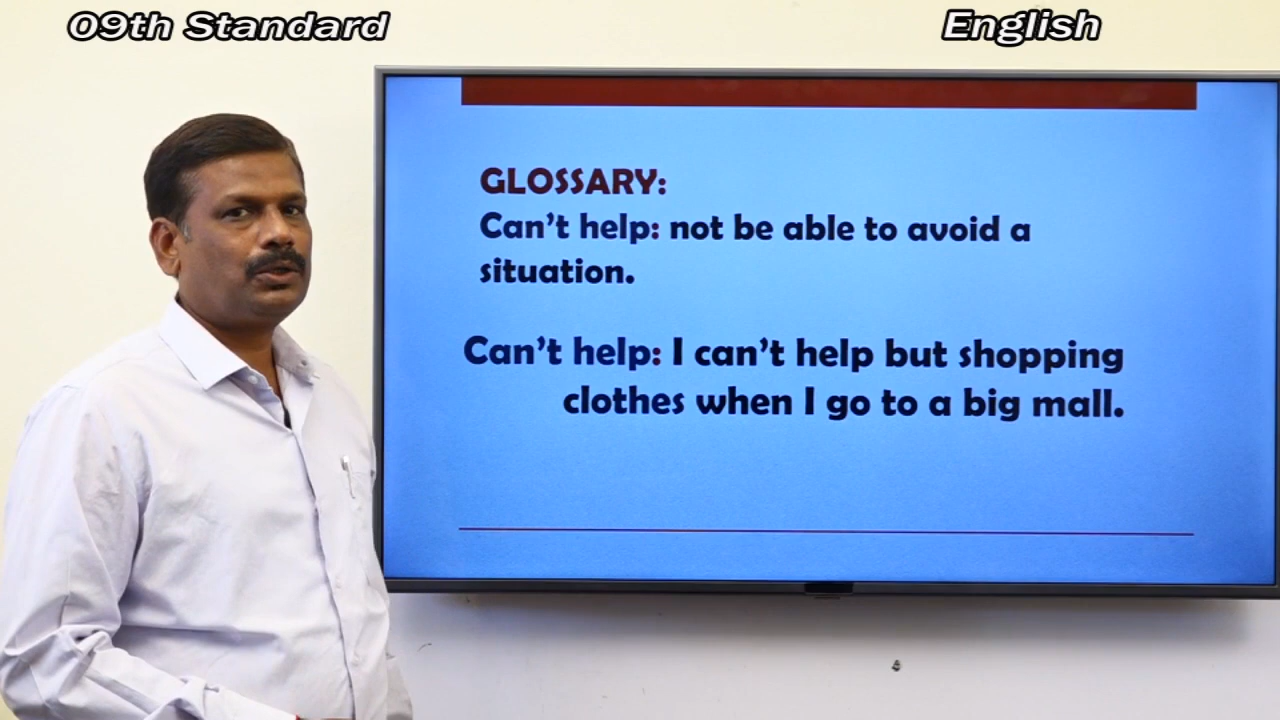 09th Standard
English
GLOSSARY:
Can't help: not be able to avoid a
situation.
Can't help: I can't help but shopping
clothes when I go to a big mall.